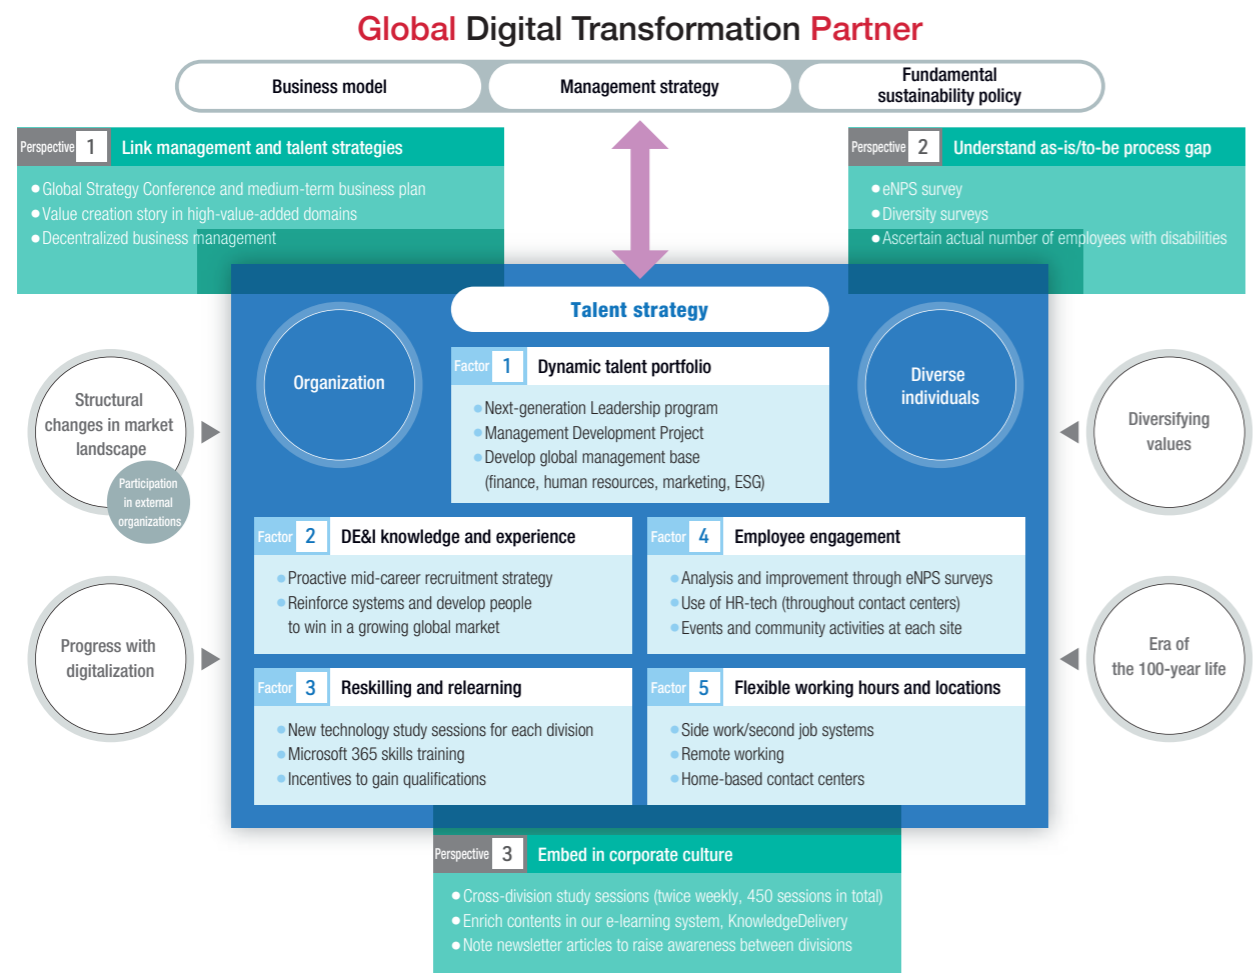 Global Digital Transformation Partner
Business model
Management strategy
Fundamental
sustainability policy
Perspective 1 Link management and talent strategies
● Global Strategy Conference and medium-term business plan
● Value creation story in high-value-added domains
● Decentralized business management
Perspective 2 Understand as-is/to-be process gap
● eNPS survey
● Diversity surveys
● Ascertain actual number of employees with disabilities
Talent strategy
Organization
Diverse
individuals
Factor 1 Dynamic talent portfolio
● Next-generation Leadership program
● Management Development Project
● Develop global management base
(finance, human resources, marketing, ESG)
Structural
changes in market
landscape
Participation
in external
organizations
Diversifying
values
Factor 2 DE&I knowledge and experience
● Proactive mid-career recruitment strategy
● Reinforce systems and develop people
to win in a growing global market
Factor 4 Employee engagement
● Analysis and improvement through eNPS surveys
● Use of HR-tech (throughout contact centers)
● Events and community activities at each site
Progress with
digitalization
Era of
the 100-year life
Factor 3 Reskilling and relearning
● New technology study sessions for each division
● Microsoft 365 skills training
● Incentives to gain qualifications
Factor 5 Flexible working hours and locations
● Side work/second job systems
● Remote working
● Home-based contact centers
Perspective 3 Embed in corporate culture
● Cross-division study sessions (twice weekly, 450 sessions in total)
● Enrich contents in our e-learning system, KnowledgeDelivery
● Note newsletter articles to raise awareness between divisions